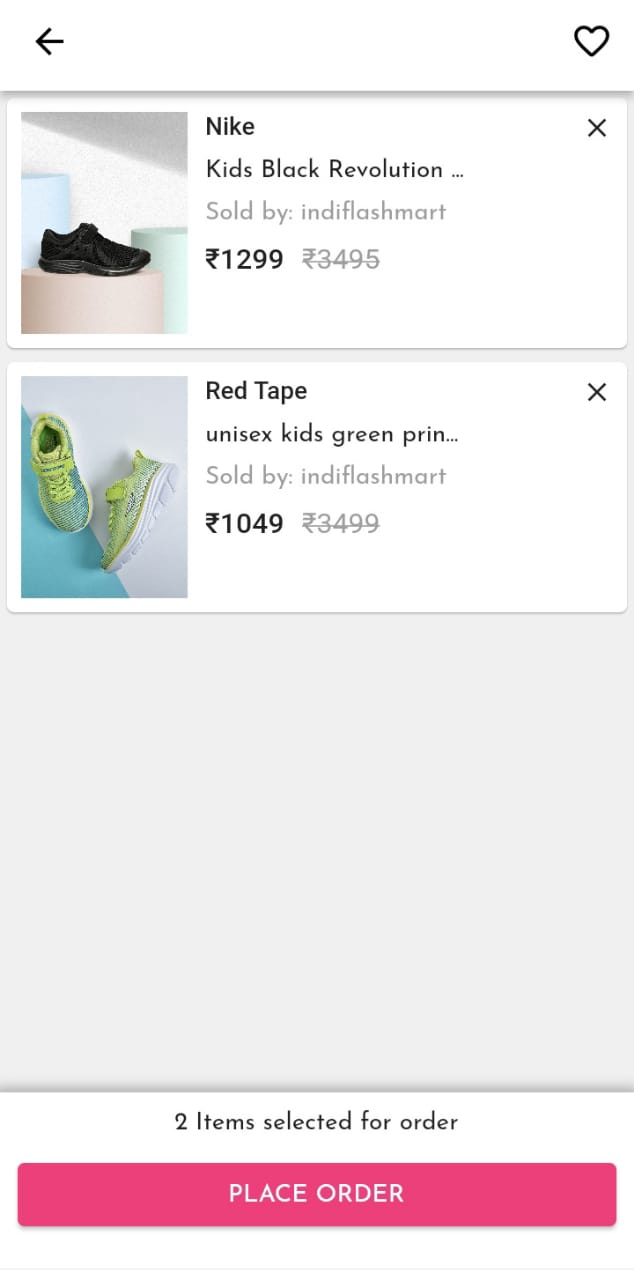 Nike
Kids Black Revolution ...
Sold by: indiflashmart
₹1299 ₹3495
Red Tape
unisex kids green prin...
Sold by: indiflashmart
₹1049 ₹3499
2 Items selected for order
PLACE ORDER